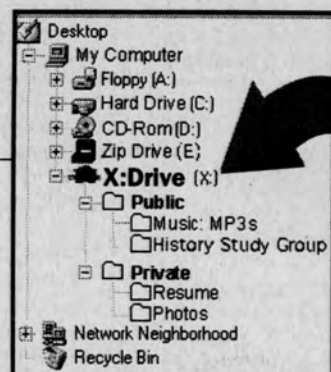 Desktop
My Computer
Floppy (A:)
Hard Drive (C:)
CD-Rom(D:)
Zip Drive (E)
X:Drive (X:)
Public
Music: MP3s
History Study Group
Private
Resume
Photos
Network Neighborhood
Recycle Bin